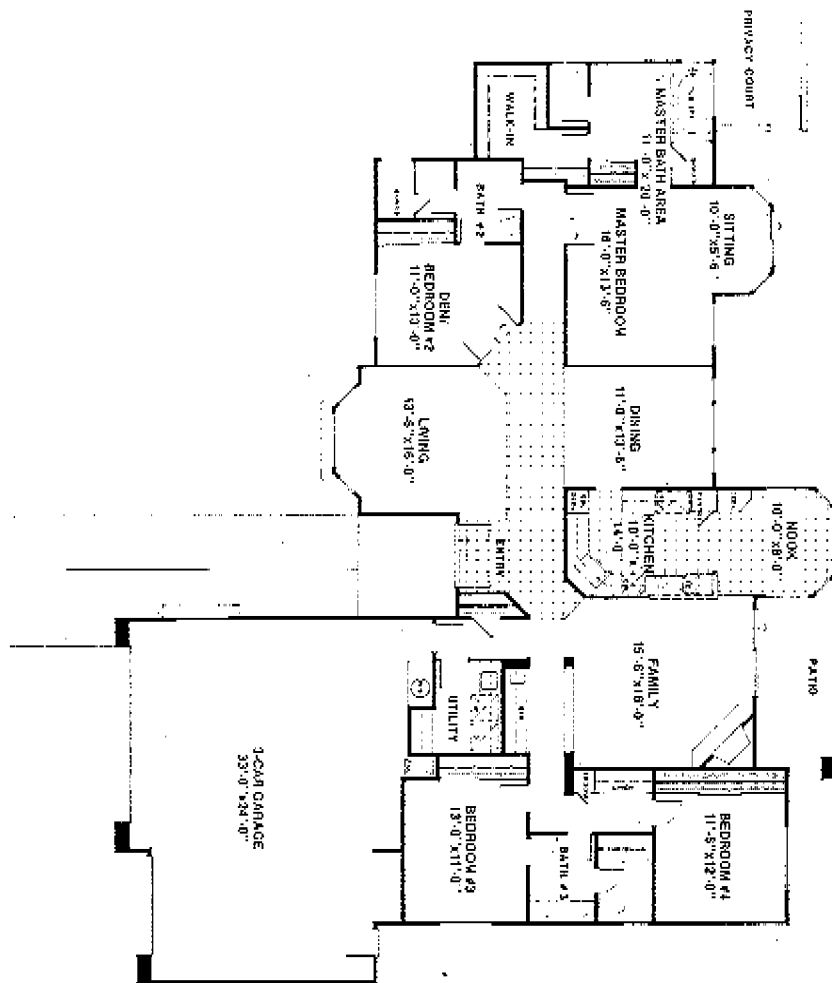 PRIVACY COURT
WALK-IN
MASTER BATH AREA
11'-0" x 20'-0"
SITTING
10'-0"x5'-6"
BATH #2
MASTER BEDROOM
16'-0"x13'-6"
DEN/
BEDROOM #2
11'-0"x13'-0"
LIVING
13'-6"x16'-0"
DINING
11'-0"x13'-6"
NOOK
10'-0"x8'-0"
KITCHEN
10'-0"x
14'-0"
ENTRY
PATIO
FAMILY
15'-6"x18'-0"
UTILITY
3-CAR GARAGE
33'-0"x24'-0"
BEDROOM #3
13'-0"x11'-0"
BATH #3
BEDROOM #4
11'-6"x12'-0"